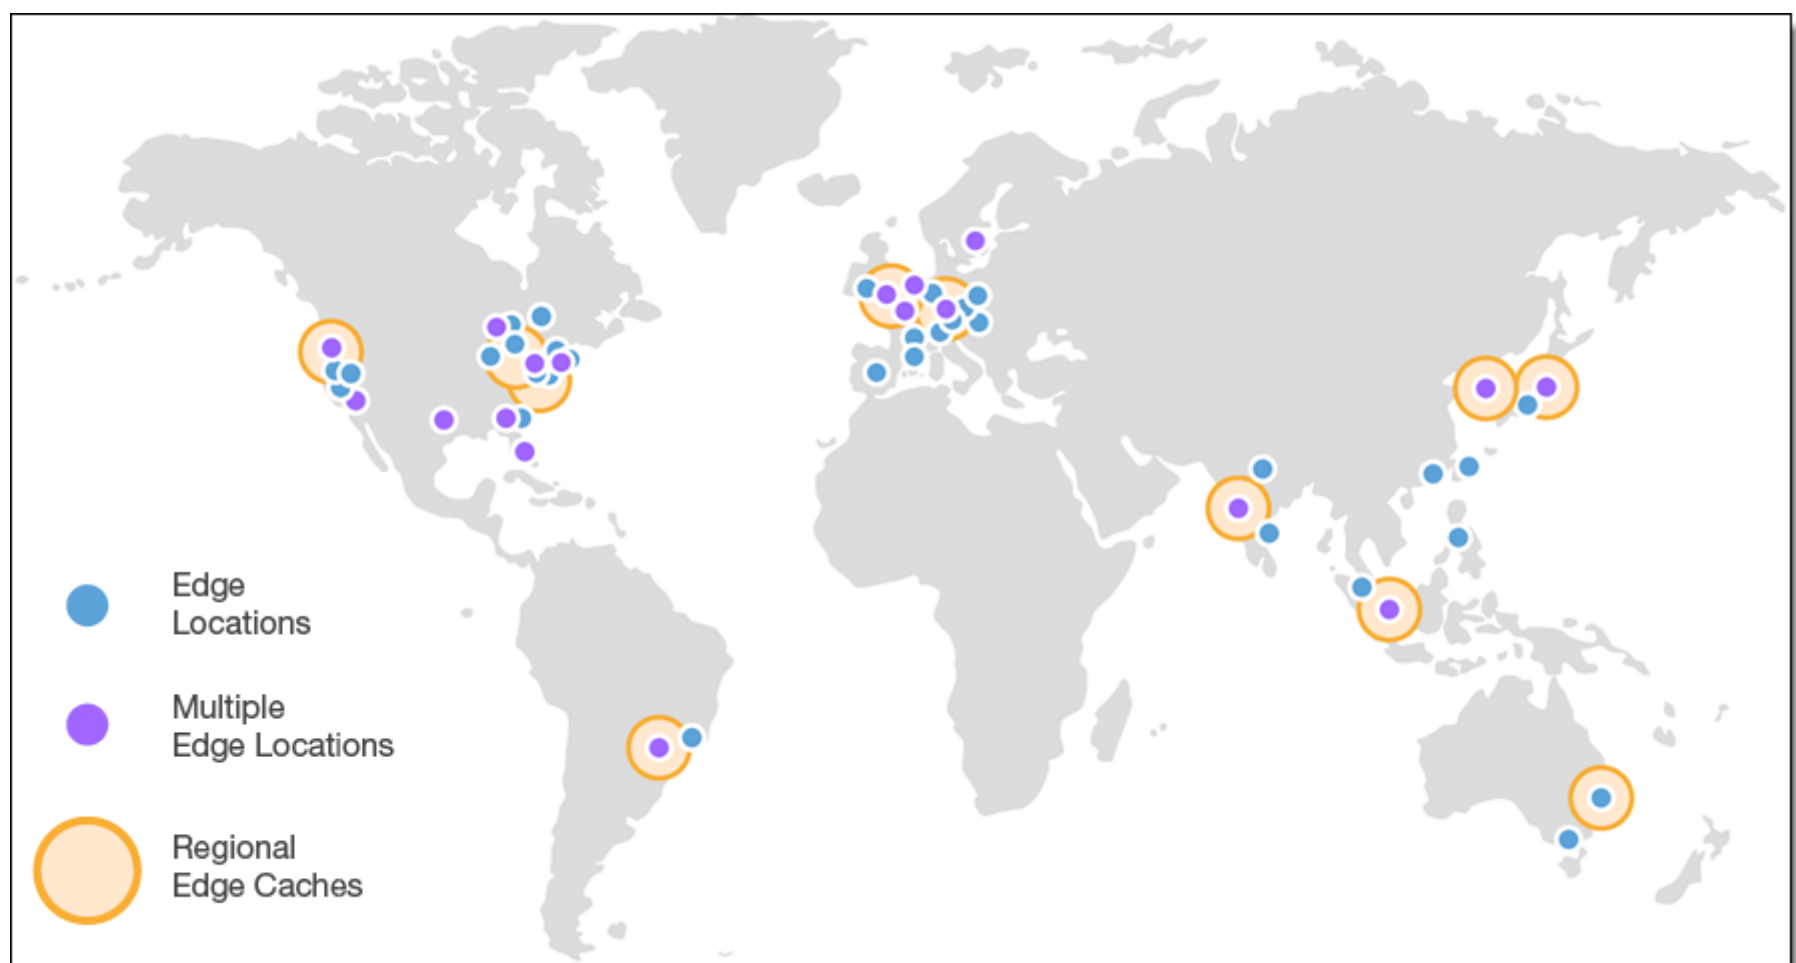 Edge
Locations
Multiple
Edge Locations
Regional
Edge Caches